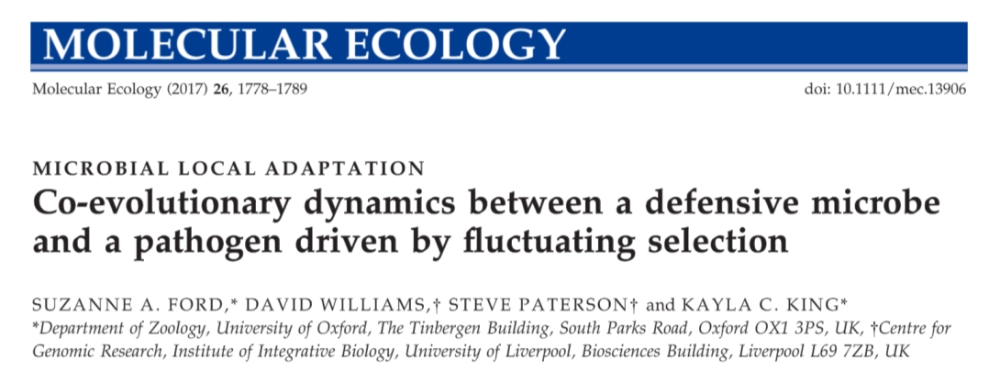 MOLECULAR ECOLOGY
Molecular Ecology (2017) 26, 1778–1789
doi: 10.1111/mec.13906
MICROBIAL LOCAL ADAPTATION
Co-evolutionary dynamics between a defensive microbe
and a pathogen driven by fluctuating selection
SUZANNE A. FORD,* DAVID WILLIAMS,† STEVE PATERSON† and KAYLA C. KING*
*Department of Zoology, University of Oxford, The Tinbergen Building, South Parks Road, Oxford OX1 3PS, UK, †Centre for
Genomic Research, Institute of Integrative Biology, University of Liverpool, Biosciences Building, Liverpool L69 7ZB, UK